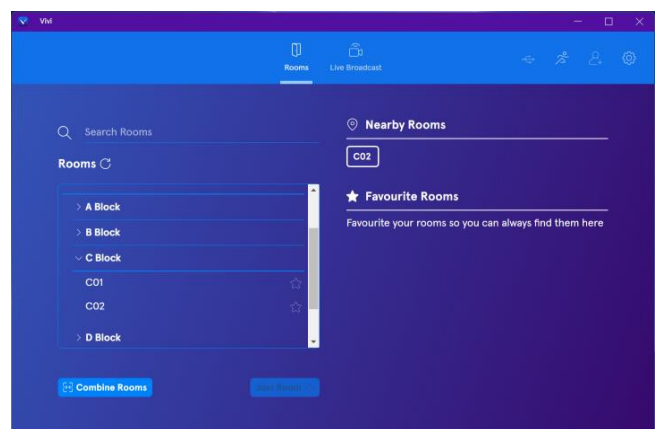 Vivi
Rooms
Live Broadcast
Search Rooms
Rooms
A Block
B Block
C Block
C01
C02
D Block
Combine Rooms
Nearby Rooms
C02
Favourite Rooms
Favourite your rooms so you can always find them here